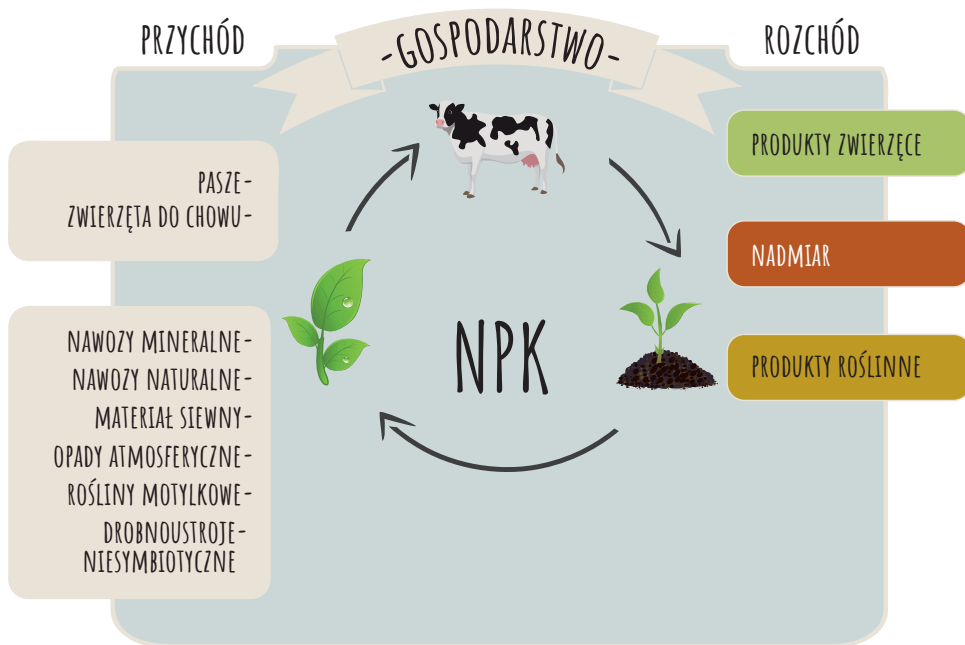 PRZYCHÓD
-GOSPODARSTWO-
ROZCHÓD
PASZE-
ZWIERZĘTA DO CHOWU-
NAWOZY MINERALNE-
NAWOZY NATURALNE-
MATERIAŁ SIEWNY-
OPADY ATMOSFERYCZNE-
ROŚLINY MOTYLKOWE-
DROBNOUSTROJE-
NIESYMBIOTYCZNE
NPK
PRODUKTY ZWIERZĘCE
NADMIAR
PRODUKTY ROŚLINNE